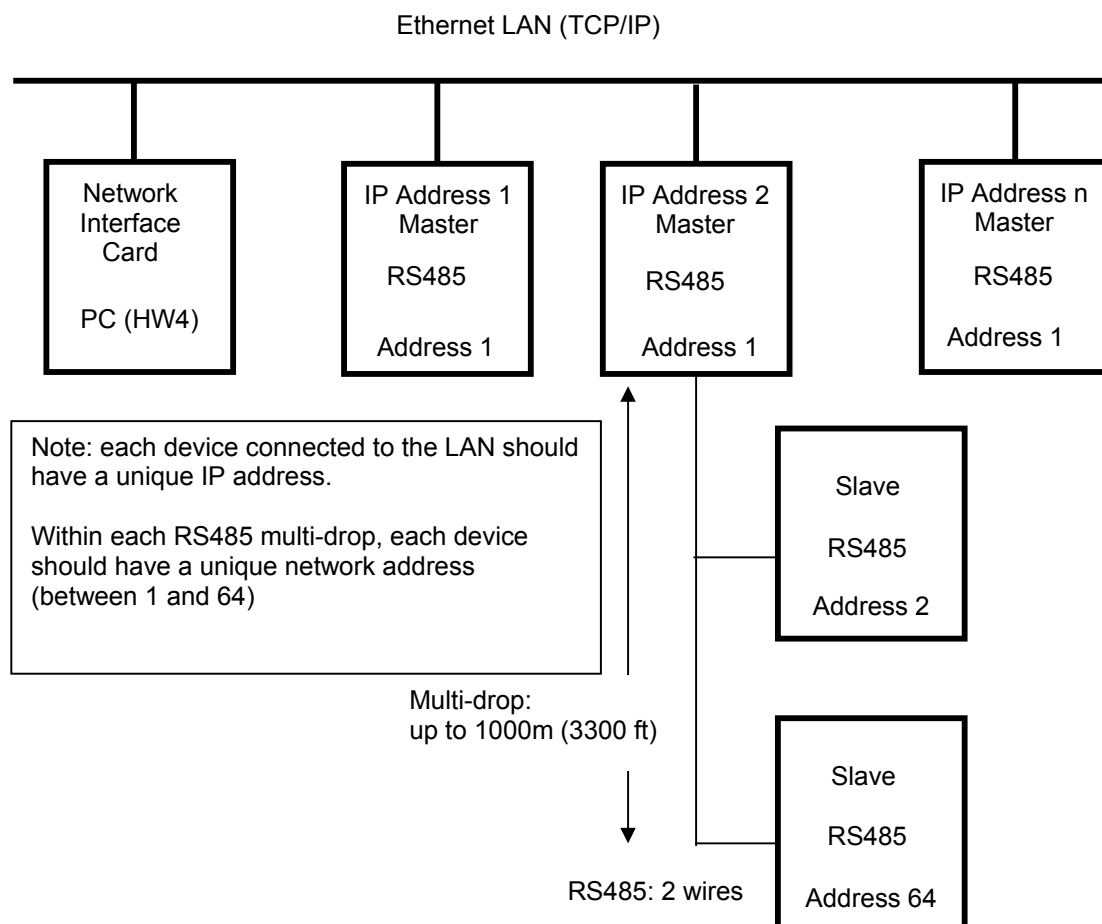 Ethernet LAN (TCP/IP)
Network
Interface
Card
PC (HW4)
IP Address 1
Master
RS485
Address 1
IP Address 2
Master
RS485
Address 1
IP Address n
Master
RS485
Address 1
Note: each device connected to the LAN should
have a unique IP address.
Within each RS485 multi-drop, each device
should have a unique network address
(between 1 and 64)
Slave
RS485
Address 2
Multi-drop:
up to 1000m (3300 ft)
Slave
RS485
Address 64
RS485: 2 wires